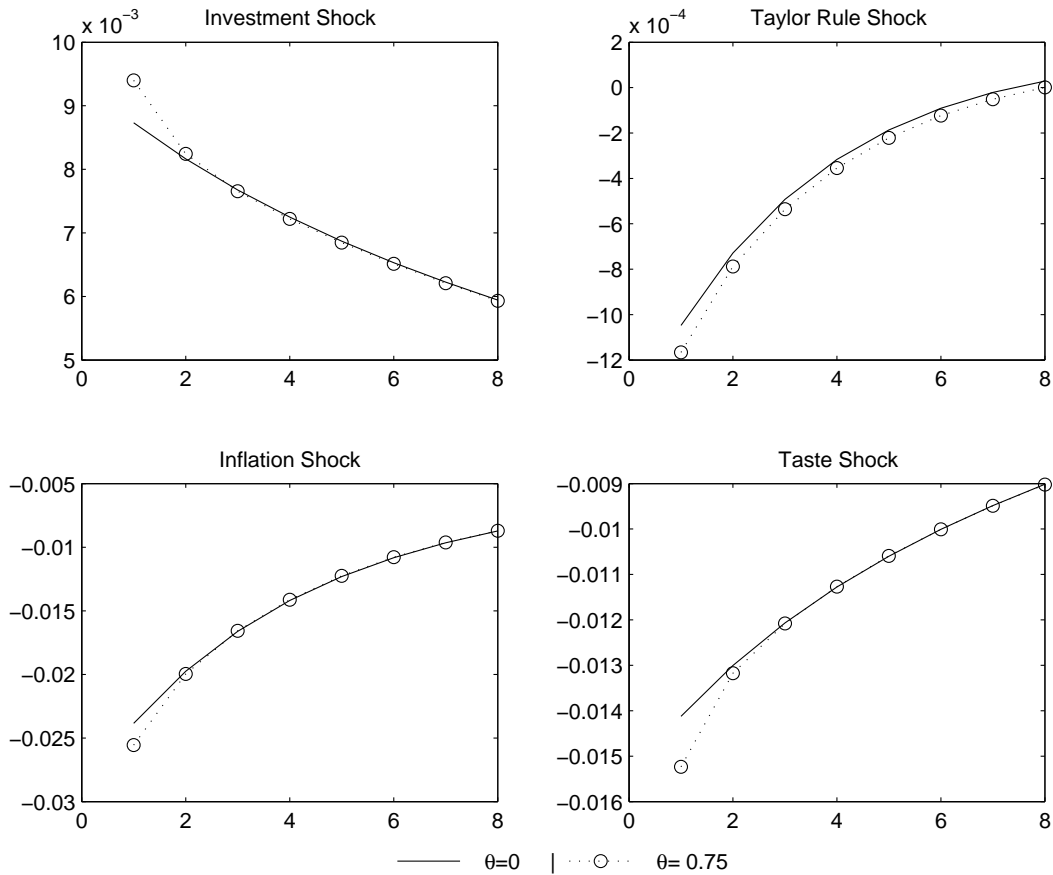 Investment Shock
x 10⁻³
10
9
8
7
6
5
0 2 4 6 8
Taylor Rule Shock
x 10⁻⁴
2
0
−2
−4
−6
−8
−10
−12
0 2 4 6 8
Inflation Shock
−0.005
−0.01
−0.015
−0.02
−0.025
−0.03
0 2 4 6 8
Taste Shock
−0.009
−0.01
−0.011
−0.012
−0.013
−0.014
−0.015
−0.016
0 2 4 6 8
θ=0 | θ= 0.75